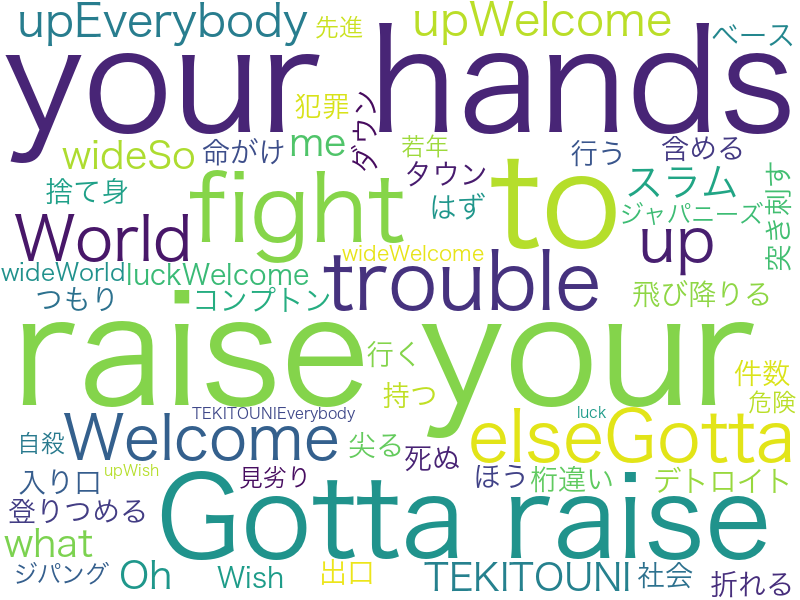 upEverybody 先進 upWelcome ベース
your hands
犯罪 ダウン
wideSo 命がけ me 若年 行う 含める
捨て身 fight タウン to スラム 突き刺す
はず ジャパニーズ
World up
wideWelcome
wideWorld luckWelcome trouble
つもり コンプトン 飛び降りる
raise your
行く 件数
持つ 危険
TEKITOUNIEverybody luck
自殺 Welcome 尖る 死ぬ elseGotta
upWish
入り口 見劣り ほう 桁違い デトロイト
登りつめる Gotta raise
what
ジパング Oh Wish 出口 TEKITOUNI 社会 折れる